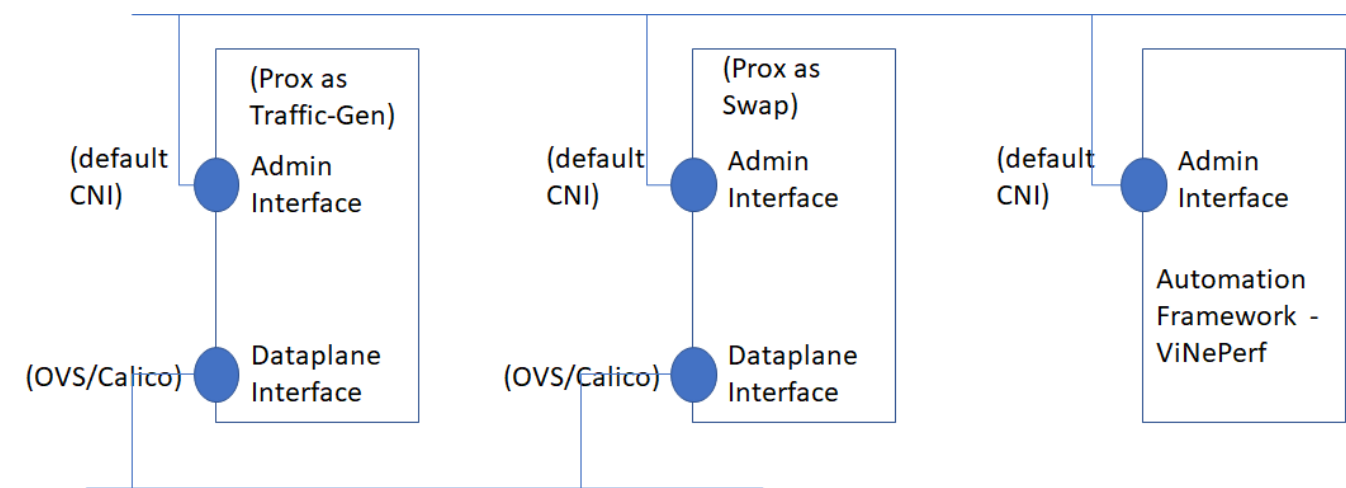 (Prox as
Traffic-Gen)
(default
CNI)
Admin
Interface
(OVS/Calico)
Dataplane
Interface
(Prox as
Swap)
(default
CNI)
Admin
Interface
(OVS/Calico)
Dataplane
Interface
(default
CNI)
Admin
Interface
Automation
Framework -
ViNePerf